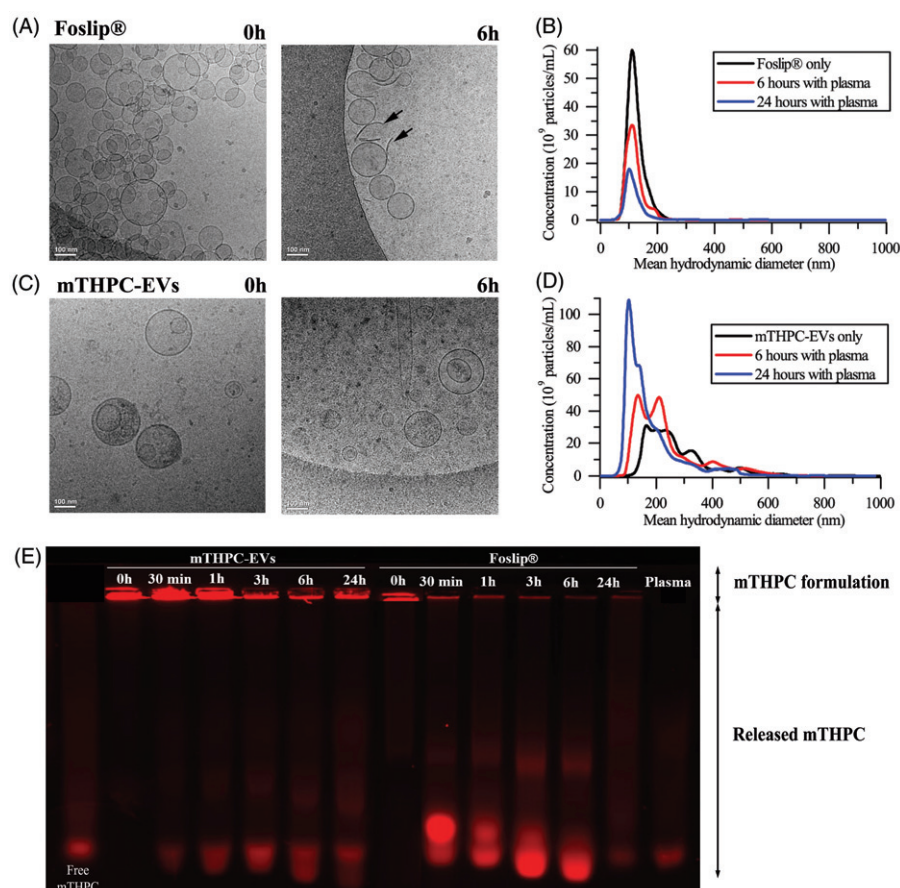 (A) Foslip® 0h 6h
100 nm
100 nm
(B)
Concentration (10⁹ particles/mL)
60
50
40
30
20
10
0
0 200 400 600 800 1000
Mean hydrodynamic diameter (nm)
Foslip® only
6 hours with plasma
24 hours with plasma
(C) mTHPC-EVs 0h 6h
100 nm
100 nm
(D)
Concentration (10⁹ particles/mL)
100
80
60
40
20
0
0 200 400 600 800 1000
Mean hydrodynamic diameter (nm)
mTHPC-EVs only
6 hours with plasma
24 hours with plasma
(E)
mTHPC-EVs Foslip®
0h 30 min 1h 3h 6h 24h 0h 30 min 1h 3h 6h 24h Plasma
mTHPC formulation
Released mTHPC
Free
mTHPC